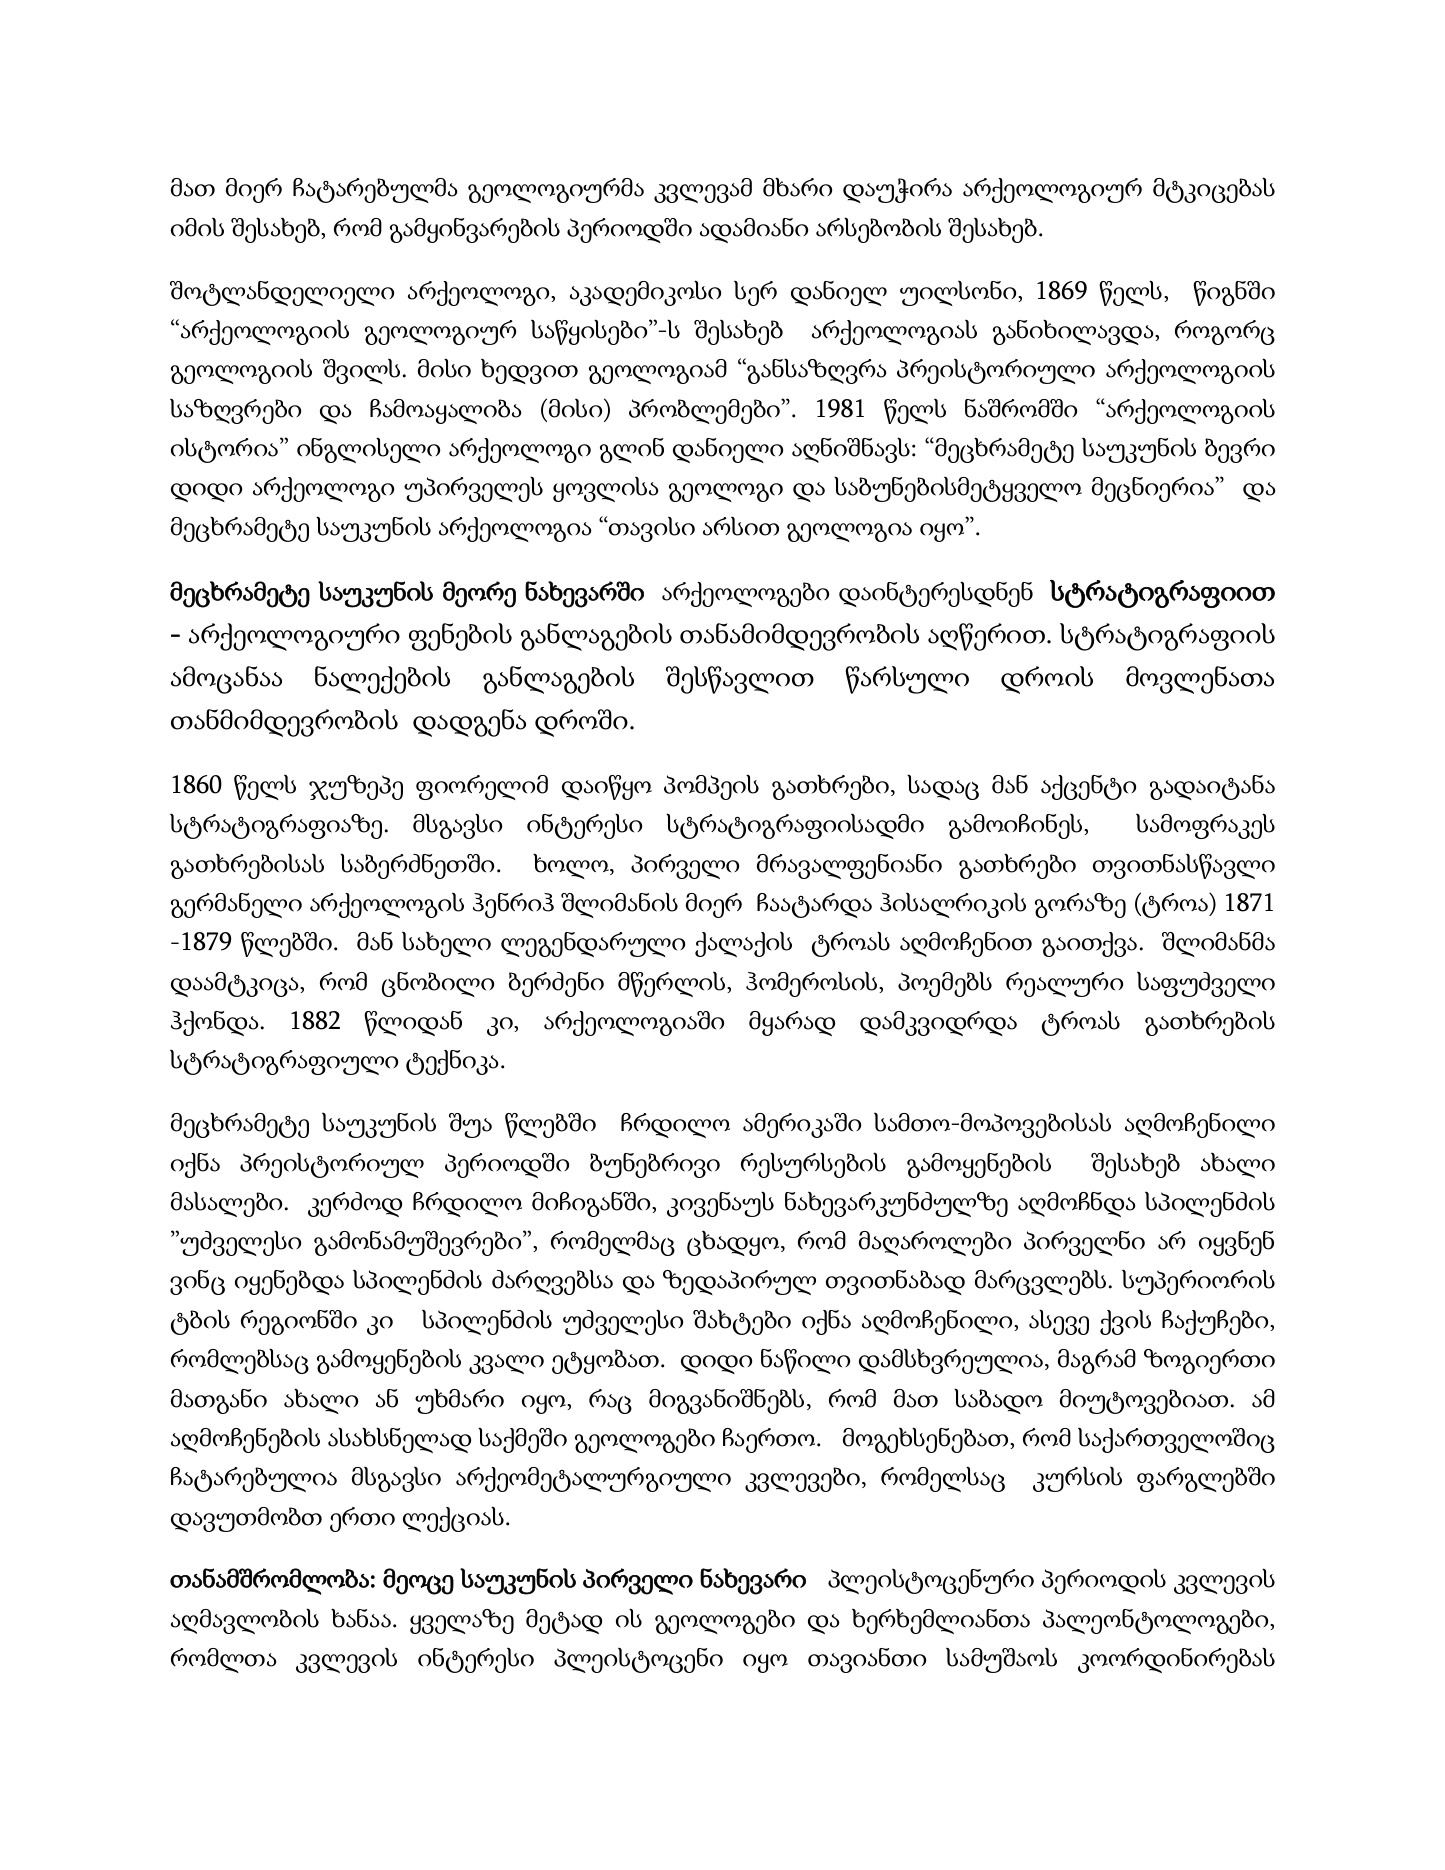 მათ მიერ ჩატარებულმა გეოლოგიურმა კვლევამ მხარი დაუჭირა არქეოლოგიურ მტკიცებას
იმის შესახებ, რომ გამყინვარების პერიოდში ადამიანი არსებობის შესახებ.
შოტლანდელიელი არქეოლოგი, აკადემიკოსი სერ დანიელ უილსონი, 1869 წელს, წიგნში
“არქეოლოგიის გეოლოგიურ საწყისები”-ს შესახებ არქეოლოგიას განიხილავდა, როგორც
გეოლოგიის შვილს. მისი ხედვით გეოლოგიამ “განსაზღვრა პრეისტორიული არქეოლოგიის
საზღვრები და ჩამოაყალიბა (მისი) პრობლემები”. 1981 წელს ნაშრომში “არქეოლოგიის
ისტორია” ინგლისელი არქეოლოგი გლინ დანიელი აღნიშნავს: “მეცხრამეტე საუკუნის ბევრი
დიდი არქეოლოგი უპირველეს ყოვლისა გეოლოგი და საბუნებისმეტყველო მეცნიერია” და
მეცხრამეტე საუკუნის არქეოლოგია “თავისი არსით გეოლოგია იყო”.
მეცხრამეტე საუკუნის მეორე ნახევარში არქეოლოგები დაინტერესდნენ სტრატიგრაფიით
- არქეოლოგიური ფენების განლაგების თანამიმდევრობის აღწერით. სტრატიგრაფიის
ამოცანაა ნალექების განლაგების შესწავლით წარსული დროის მოვლენათა
თანმიმდევრობის დადგენა დროში.
1860 წელს ჯუზეპე ფიორელიმ დაიწყო პომპეის გათხრები, სადაც მან აქცენტი გადაიტანა
სტრატიგრაფიაზე. მსგავსი ინტერესი სტრატიგრაფიისადმი გამოიჩინეს, სამოფრაკეს
გათხრებისას საბერძნეთში. ხოლო, პირველი მრავალფენიანი გათხრები თვითნასწავლი
გერმანელი არქეოლოგის ჰენრიჰ შლიმანის მიერ ჩაატარდა ჰისალრიკის გორაზე (ტროა) 1871
-1879 წლებში. მან სახელი ლეგენდარული ქალაქის ტროას აღმოჩენით გაითქვა. შლიმანმა
დაამტკიცა, რომ ცნობილი ბერძენი მწერლის, ჰომეროსის, პოემებს რეალური საფუძველი
ჰქონდა. 1882 წლიდან კი, არქეოლოგიაში მყარად დამკვიდრდა ტროას გათხრების
სტრატიგრაფიული ტექნიკა.
მეცხრამეტე საუკუნის შუა წლებში ჩრდილო ამერიკაში სამთო-მოპოვებისას აღმოჩენილი
იქნა პრეისტორიულ პერიოდში ბუნებრივი რესურსების გამოყენების შესახებ ახალი
მასალები. კერძოდ ჩრდილო მიჩიგანში, კივენაუს ნახევარკუნძულზე აღმოჩნდა სპილენძის
”უძველესი გამონამუშევრები”, რომელმაც ცხადყო, რომ მაღაროლები პირველნი არ იყვნენ
ვინც იყენებდა სპილენძის ძარღვებსა და ზედაპირულ თვითნაბად მარცვლებს. სუპერიორის
ტბის რეგიონში კი სპილენძის უძველესი შახტები იქნა აღმოჩენილი, ასევე ქვის ჩაქუჩები,
რომლებსაც გამოყენების კვალი ეტყობათ. დიდი ნაწილი დამსხვრეულია, მაგრამ ზოგიერთი
მათგანი ახალი ან უხმარი იყო, რაც მიგვანიშნებს, რომ მათ საბადო მიუტოვებიათ. ამ
აღმოჩენების ასახსნელად საქმეში გეოლოგები ჩაერთო. მოგეხსენებათ, რომ საქართველოშიც
ჩატარებულია მსგავსი არქეომეტალურგიული კვლევები, რომელსაც კურსის ფარგლებში
დავუთმობთ ერთი ლექციას.
თანამშრომლობა: მეოცე საუკუნის პირველი ნახევარი პლეისტოცენური პერიოდის კვლევის
აღმავლობის ხანაა. ყველაზე მეტად ის გეოლოგები და ხერხემლიანთა პალეონტოლოგები,
რომლთა კვლევის ინტერესი პლეისტოცენი იყო თავიანთი სამუშაოს კოორდინირებას